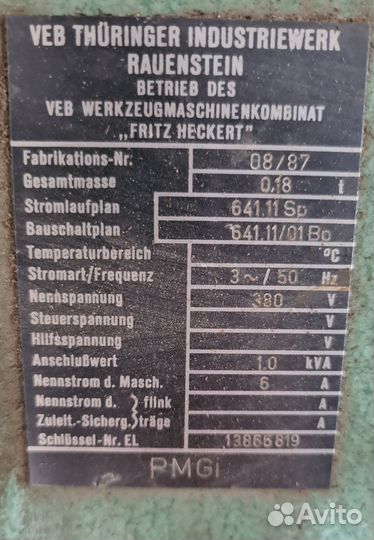 VEB THÜRINGER INDUSTRIEWERK
RAUENSTEIN
BETRIEB DES
VEB WERKZEUGMASCHINENKOMBINAT
„FRITZ HECKERT"
Fabrikations-Nr. 08/87
Gesamtmasse 0,18 t
Stromlaufplan 641.11 Sp
Bauschaltplan 641.11/01 Bp
Temperaturbereich °C
Stromart/Frequenz 3~/50 Hz
Nennspannung 380 V
Steuerspannung V
Hilfsspannung V
Anschlußwert 1,0 kVA
Nennstrom d. Masch. 6 A
Nennstrom d. flink A
Zuleit.-Sicherg. träge A
Schlüssel-Nr. EL 13866819
PMGi
Avito